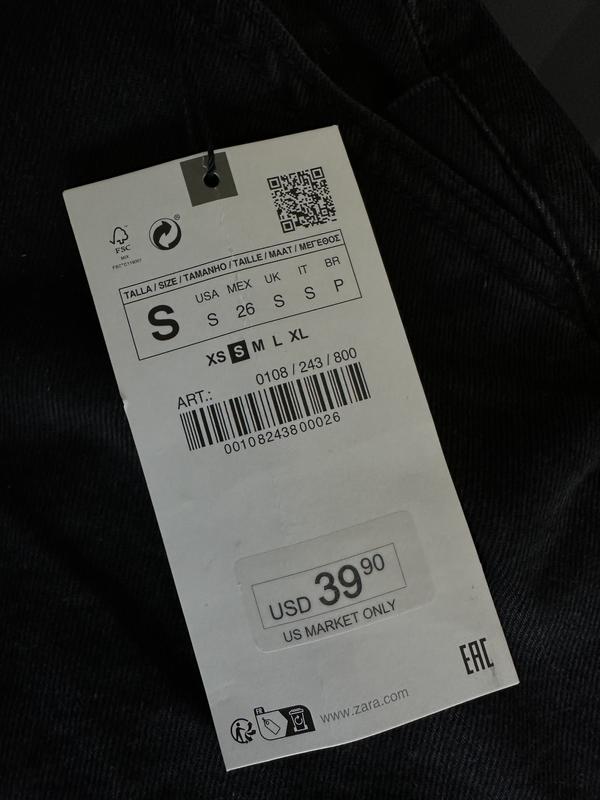 FSC
MIX
®
TALLA / SIZE / TAMANHO / TAILLE / MAAT / ΜΕΓΕΘΟΣ
S
USA MEX UK IT BR
S 26 S S P
XS S M L XL
ART.: 0108 / 243 / 800
00108243800026
USD 39 90
US MARKET ONLY
EAC
FR
www.zara.com